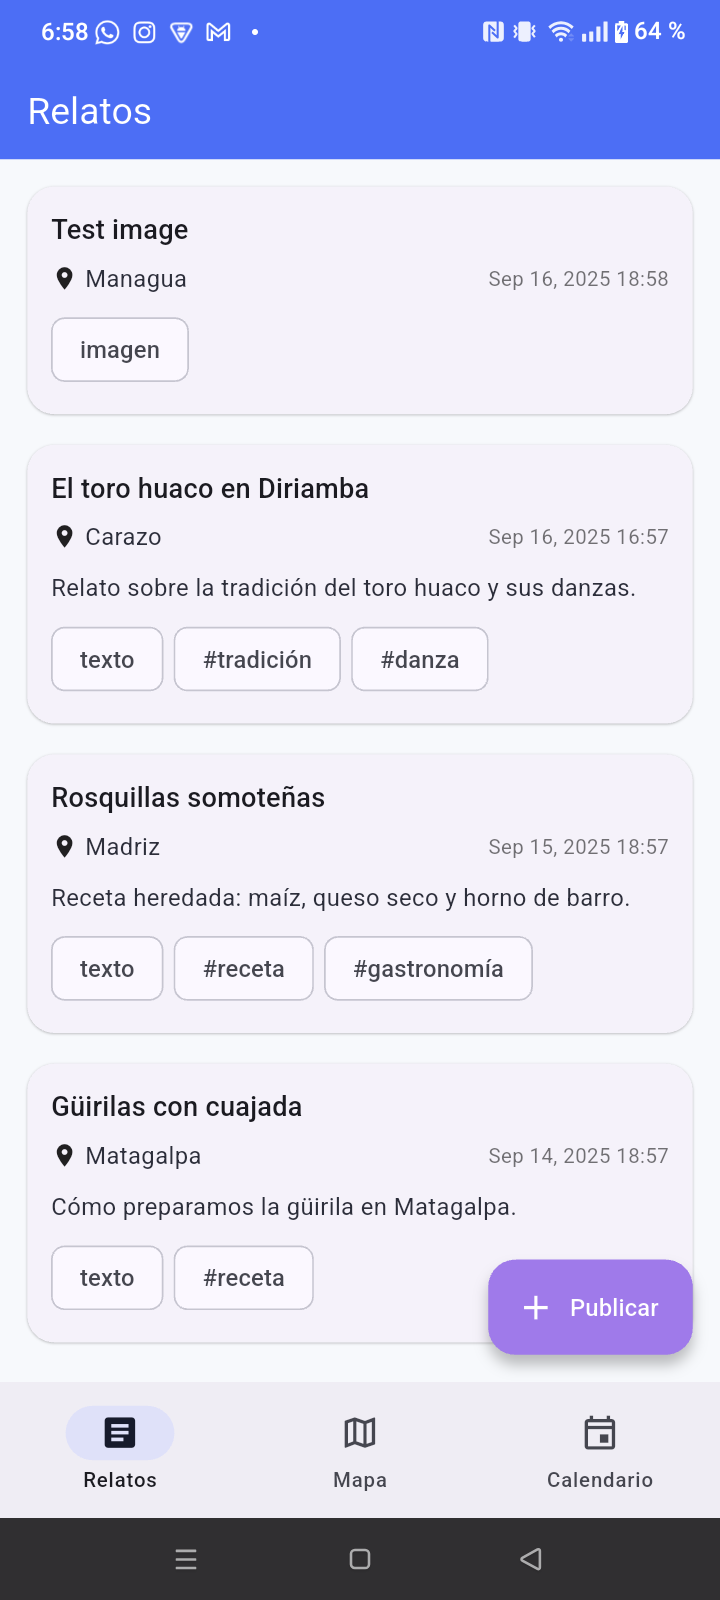 6:58
64 %
Relatos
Test image
Managua
Sep 16, 2025 18:58
imagen
El toro huaco en Diriamba
Carazo
Sep 16, 2025 16:57
Relato sobre la tradición del toro huaco y sus danzas.
texto #tradición #danza
Rosquillas somoteñas
Madriz
Sep 15, 2025 18:57
Receta heredada: maíz, queso seco y horno de barro.
texto #receta #gastronomía
Güirilas con cuajada
Matagalpa
Sep 14, 2025 18:57
Cómo preparamos la güirila en Matagalpa.
texto #receta
Publicar
Relatos Mapa Calendario